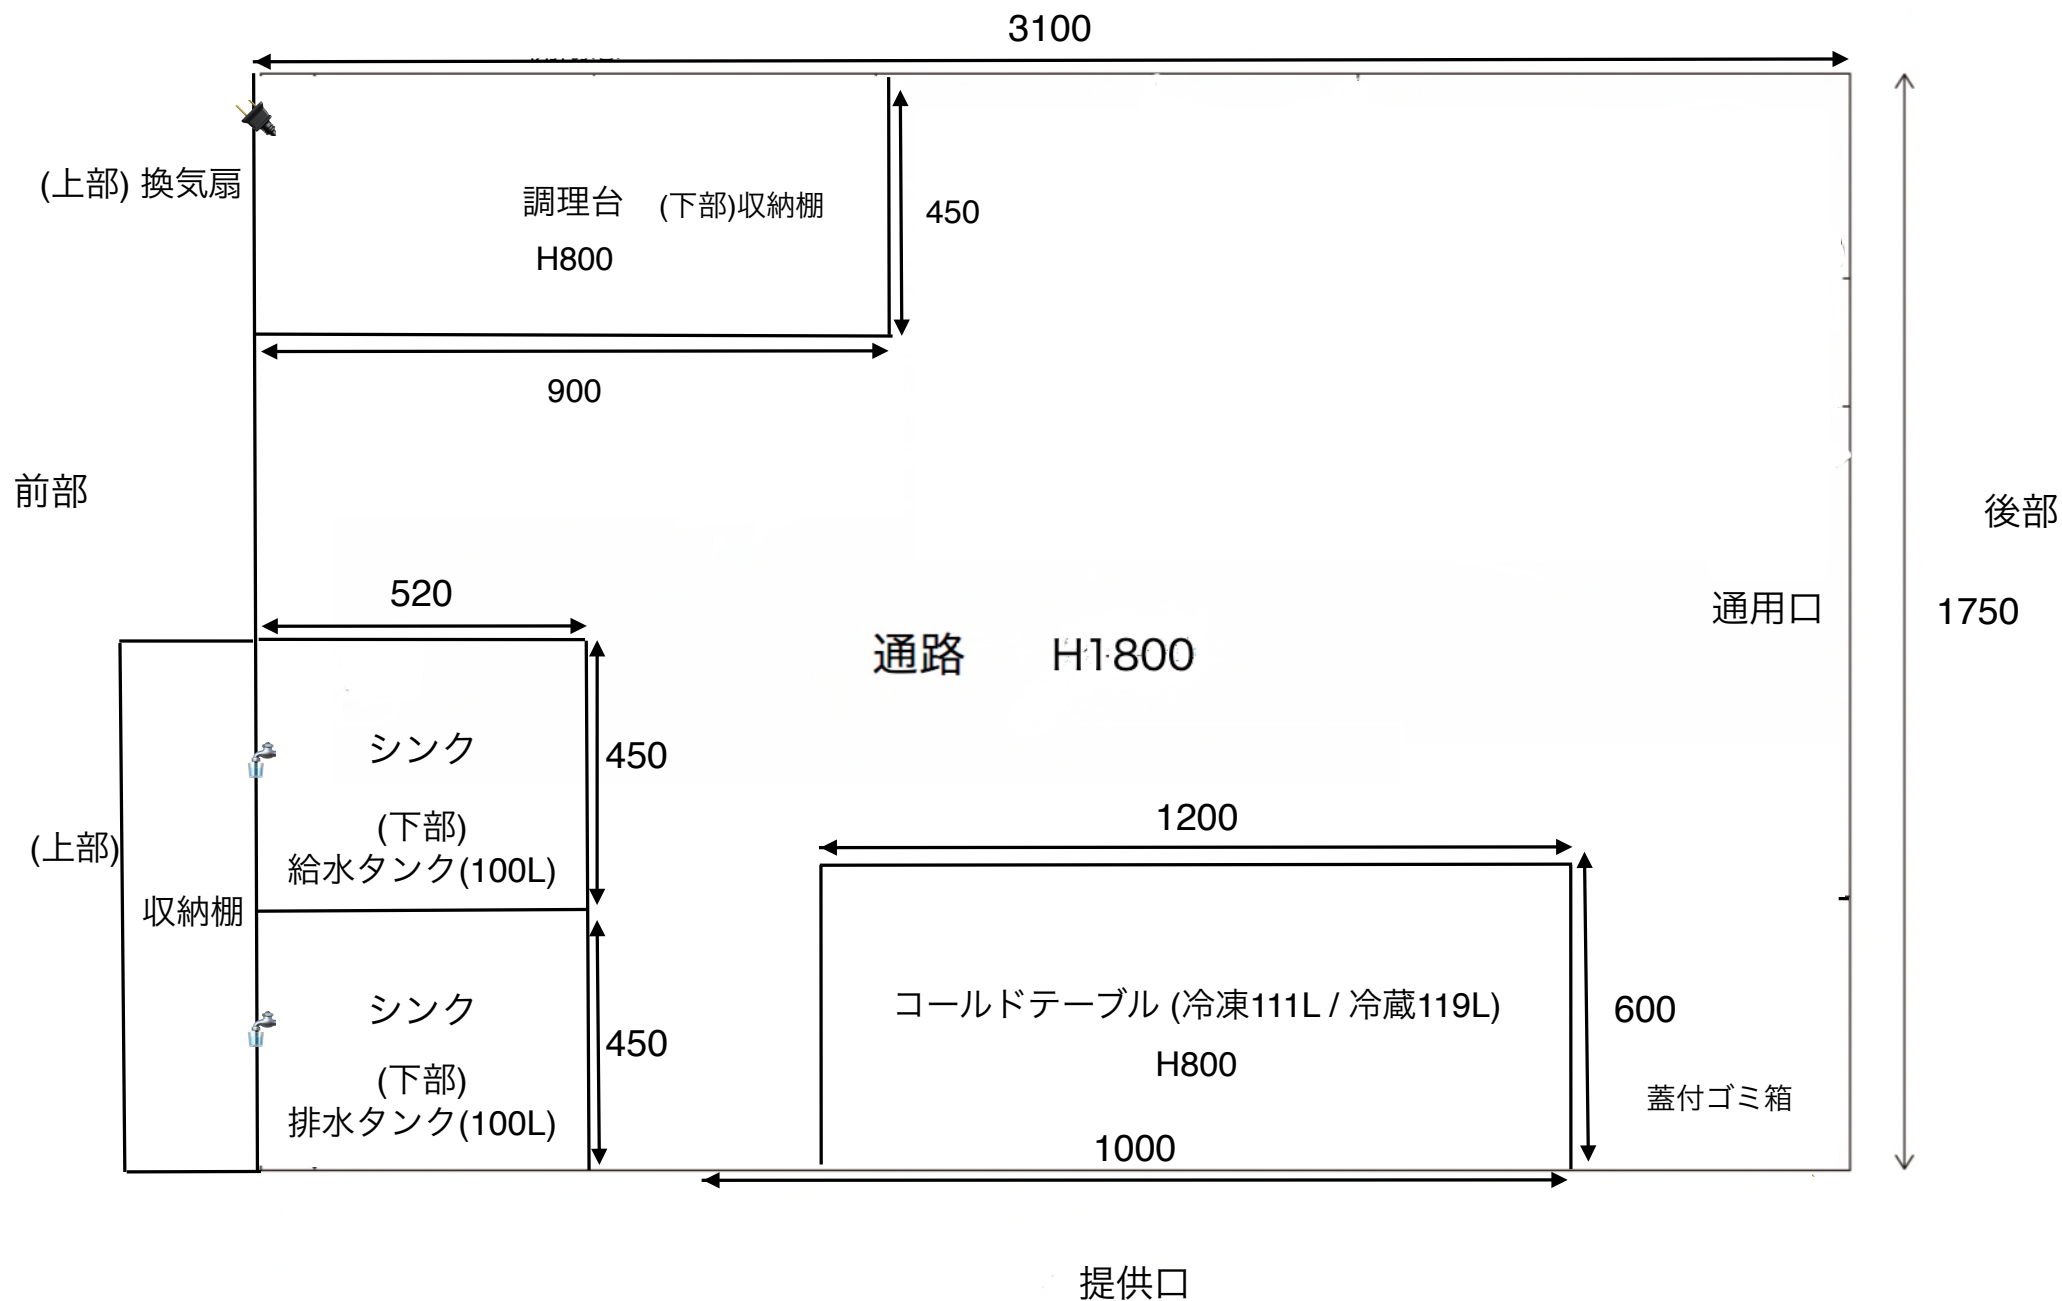 3100
(上部) 換気扇
調理台 (下部)収納棚
H800
450
900
前部
後部
520
通用口
1750
通路 H1800
シンク
450
(下部)
給水タンク(100L)
(上部)
収納棚
1200
シンク
450
(下部)
排水タンク(100L)
コールドテーブル (冷凍111L / 冷蔵119L)
H800
600
蓋付ゴミ箱
1000
提供口